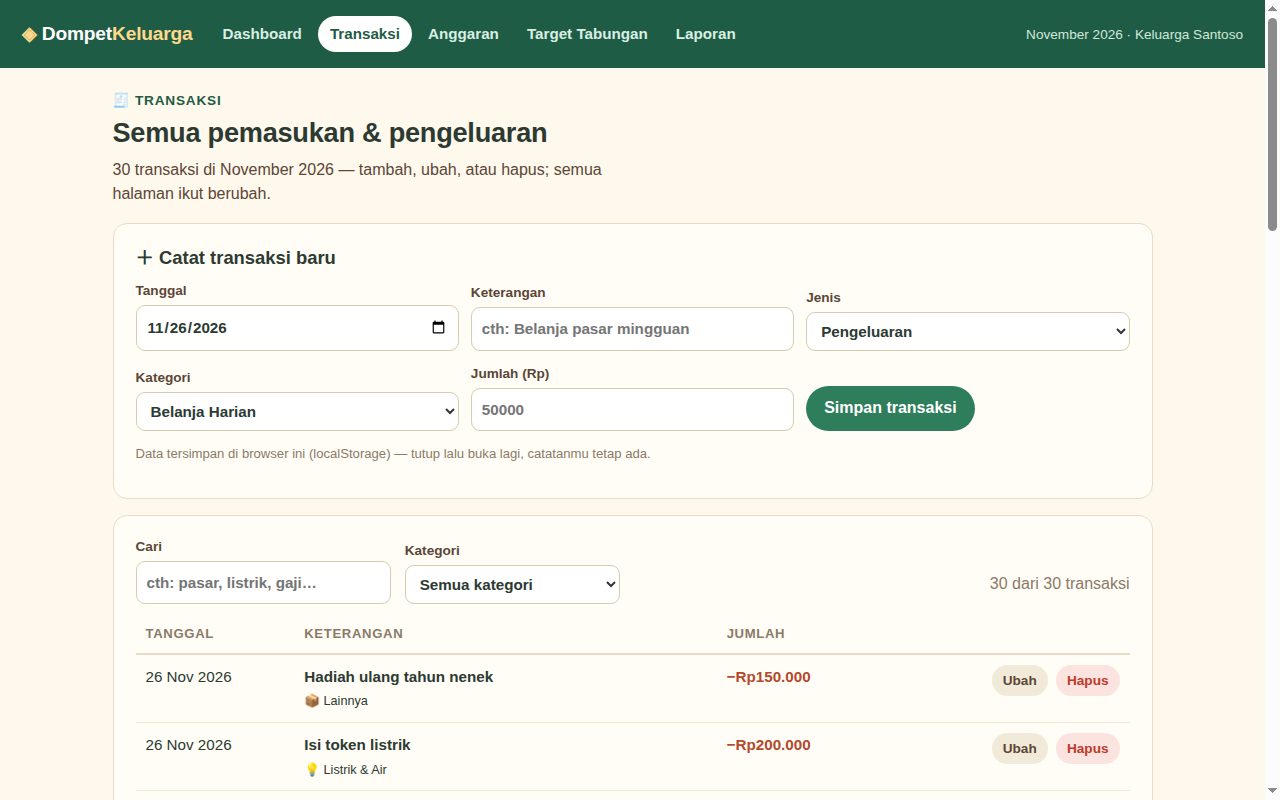 DompetKeluarga
Dashboard
Transaksi
Anggaran
Target Tabungan
Laporan
November 2026 · Keluarga Santoso
TRANSAKSI
Semua pemasukan & pengeluaran
30 transaksi di November 2026 — tambah, ubah, atau hapus; semua
halaman ikut berubah.
+ Catat transaksi baru
Tanggal
11/26/2026
Keterangan
cth: Belanja pasar mingguan
Jenis
Pengeluaran
Kategori
Belanja Harian
Jumlah (Rp)
50000
Simpan transaksi
Data tersimpan di browser ini (localStorage) — tutup lalu buka lagi, catatanmu tetap ada.
Cari
cth: pasar, listrik, gaji…
Kategori
Semua kategori
30 dari 30 transaksi
TANGGAL KETERANGAN JUMLAH
26 Nov 2026 Hadiah ulang tahun nenek −Rp150.000 Ubah Hapus
Lainnya
26 Nov 2026 Isi token listrik −Rp200.000 Ubah Hapus
Listrik & Air